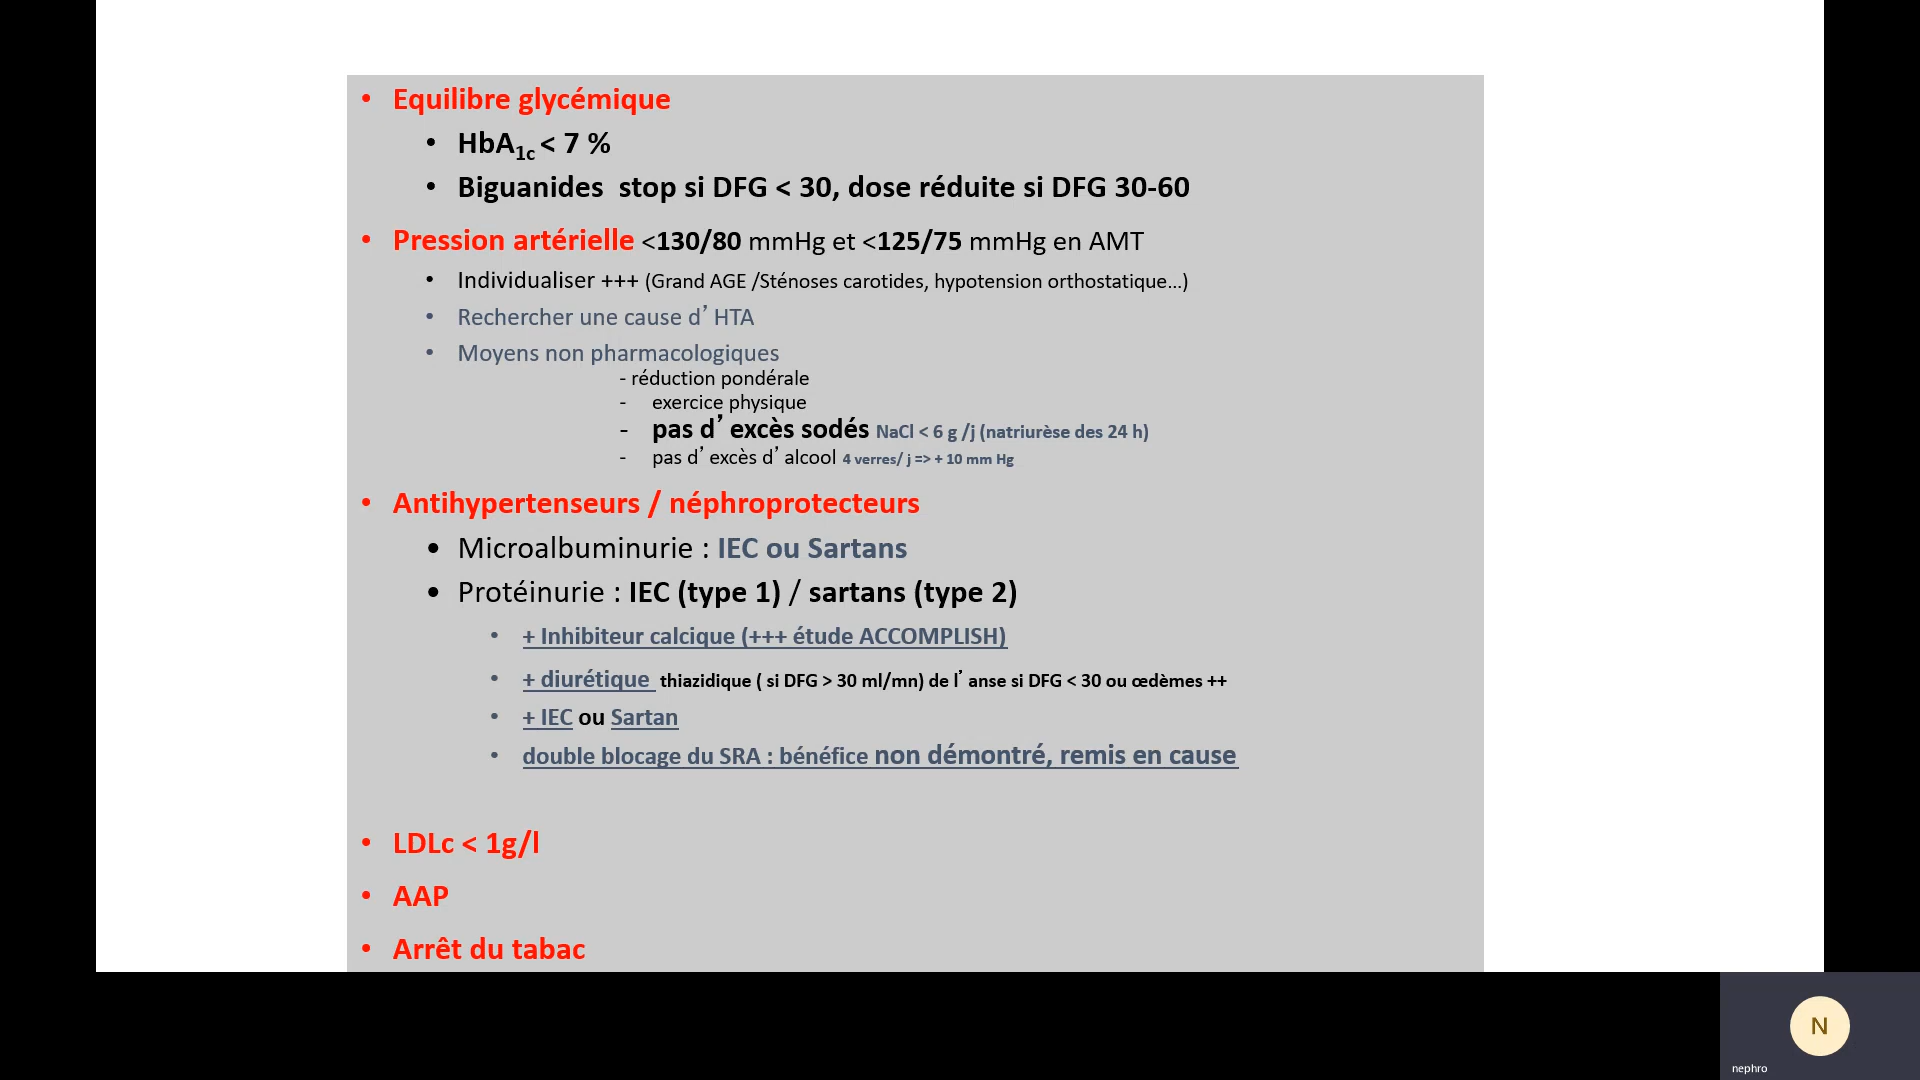 • Equilibre glycémique
• HbA1c < 7 %
• Biguanides stop si DFG < 30, dose réduite si DFG 30-60
• Pression artérielle <130/80 mmHg et <125/75 mmHg en AMT
• Individualiser +++ (Grand AGE /Sténoses carotides, hypotension orthostatique...)
• Rechercher une cause d’ HTA
• Moyens non pharmacologiques
- réduction pondérale
- exercice physique
- pas d’ excès sodés NaCl < 6 g /j (natriurèse des 24 h)
- pas d’ excès d’ alcool 4 verres/ j => + 10 mm Hg
• Antihypertenseurs / néphroprotecteurs
• Microalbuminurie : IEC ou Sartans
• Protéinurie : IEC (type 1) / sartans (type 2)
• + Inhibiteur calcique (+++ étude ACCOMPLISH)
• + diurétique thiazidique ( si DFG > 30 ml/mn) de l’ anse si DFG < 30 ou œdèmes ++
• + IEC ou Sartan
• double blocage du SRA : bénéfice non démontré, remis en cause
• LDLc < 1g/l
• AAP
• Arrêt du tabac
N
nephro